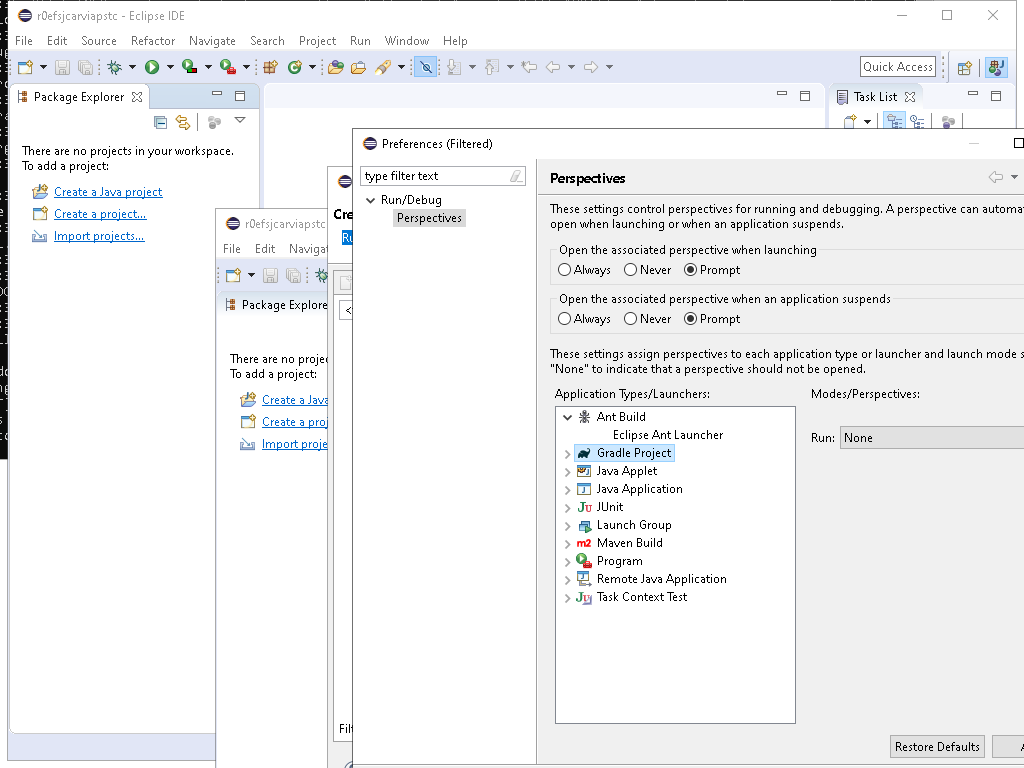 r0efsjcarviapstc - Eclipse IDE
File Edit Source Refactor Navigate Search Project Run Window Help
Quick Access
Package Explorer
Task List
There are no projects in your workspace.
To add a project:
Create a Java project
Create a project...
Import projects...
r0efsjcarviapstc
File Edit Navigat
Package Explore
There are no projec
To add a project:
Create a Java
Create a proj
Import proje
Cre
Ru
<
Filt
Preferences (Filtered)
type filter text
Run/Debug
Perspectives
Perspectives
These settings control perspectives for running and debugging. A perspective can automa
open when launching or when an application suspends.
Open the associated perspective when launching
Always Never Prompt
Open the associated perspective when an application suspends
Always Never Prompt
These settings assign perspectives to each application type or launcher and launch mode s
"None" to indicate that a perspective should not be opened.
Application Types/Launchers:
Modes/Perspectives:
Ant Build
Eclipse Ant Launcher
Gradle Project
Java Applet
Java Application
JUnit
Launch Group
Maven Build
Program
Remote Java Application
Task Context Test
Run: None
Restore Defaults
A